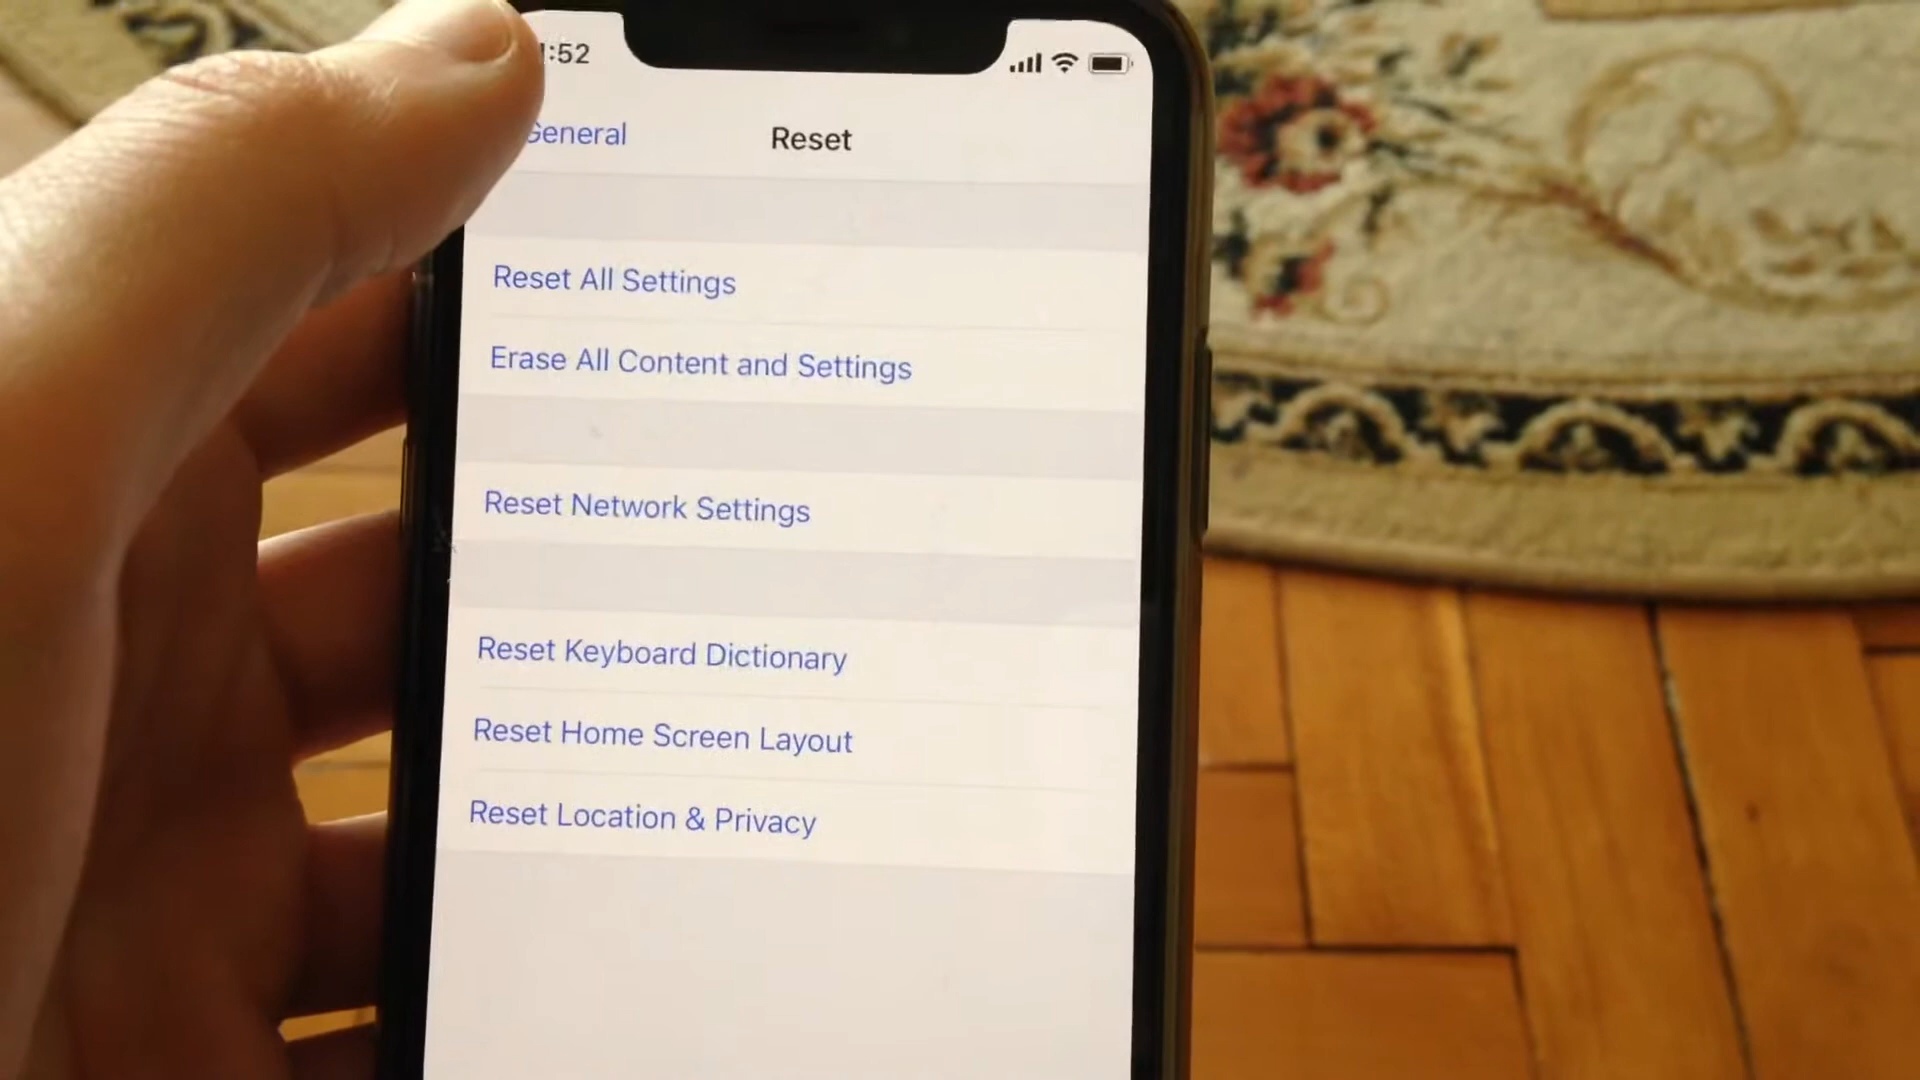 :52
General
Reset
Reset All Settings
Erase All Content and Settings
Reset Network Settings
Reset Keyboard Dictionary
Reset Home Screen Layout
Reset Location & Privacy